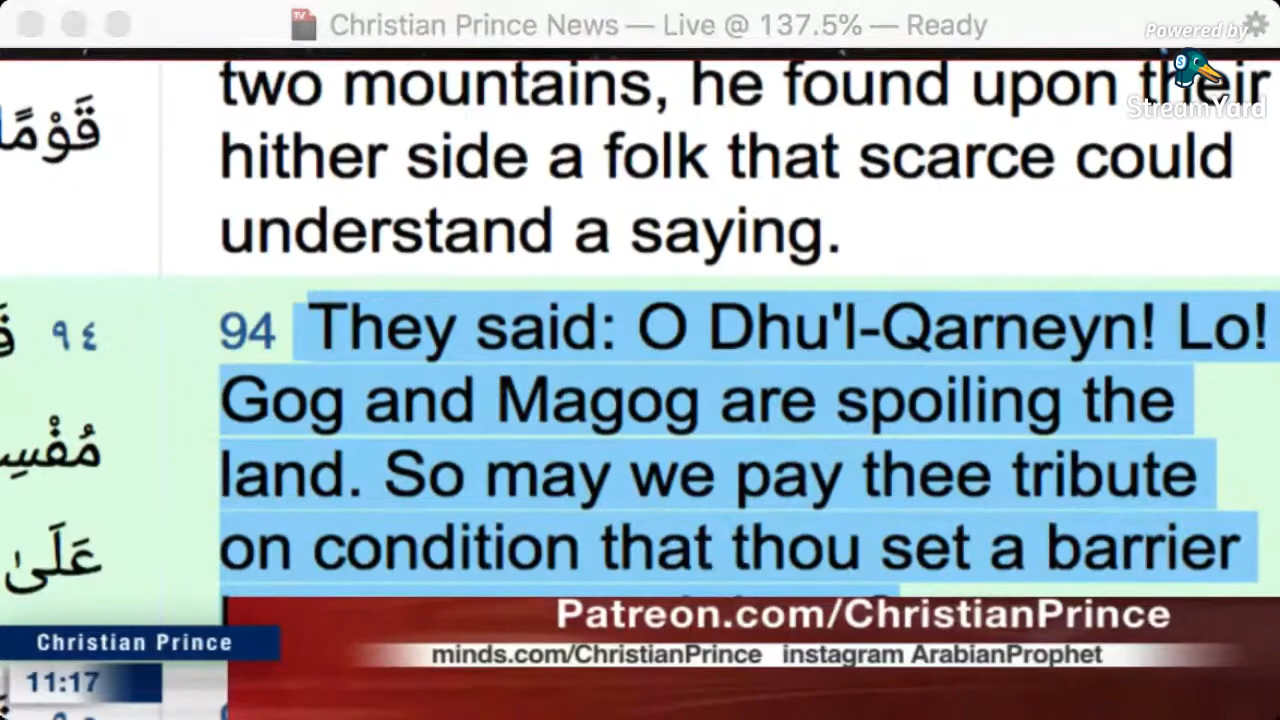 Christian Prince News — Live @ 137.5% — Ready
Powered by
StreamYard
two mountains, he found upon their
قَوْمًا
hither side a folk that scarce could
understand a saying.
٩٤
94 They said: O Dhu'l-Qarneyn! Lo!
Gog and Magog are spoiling the
land. So may we pay thee tribute
on condition that thou set a barrier
عَلَىٰ
Patreon.com/ChristianPrince
Christian Prince
minds.com/ChristianPrince instagram ArabianProphet
11:17